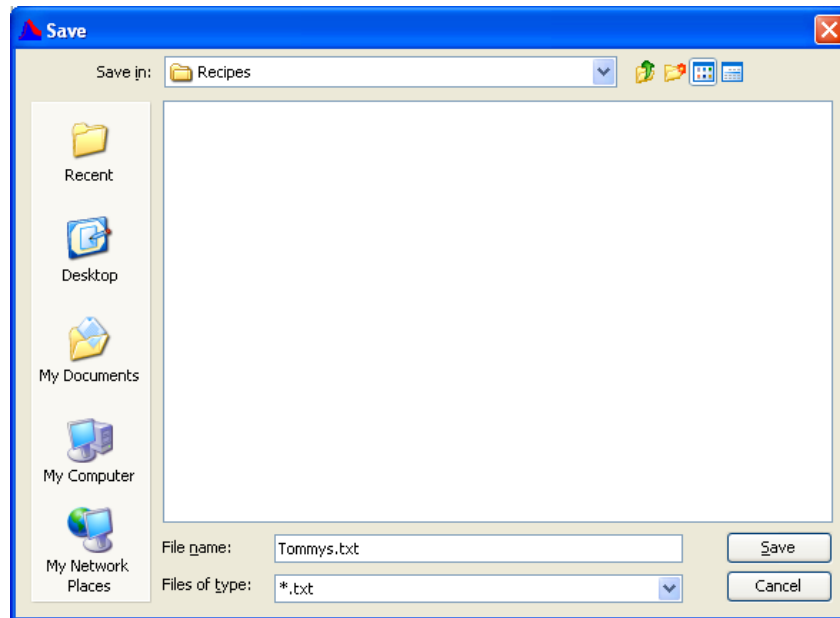 Save
Save in: Recipes
Recent
Desktop
My Documents
My Computer
My Network
Places
File name: Tommys.txt Save
Files of type: *.txt Cancel